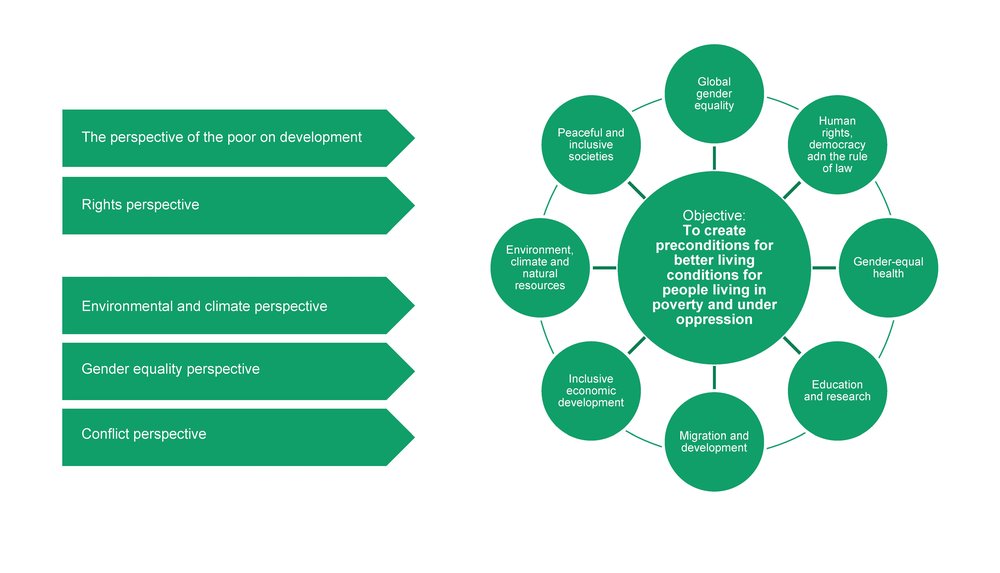 The perspective of the poor on development
Rights perspective
Environmental and climate perspective
Gender equality perspective
Conflict perspective
Objective:
To create
preconditions for
better living
conditions for
people living in
poverty and under
oppression
Global
gender
equality
Human
rights,
democracy
adn the rule
of law
Gender-equal
health
Education
and research
Migration and
development
Inclusive
economic
development
Environment,
climate and
natural
resources
Peaceful and
inclusive
societies